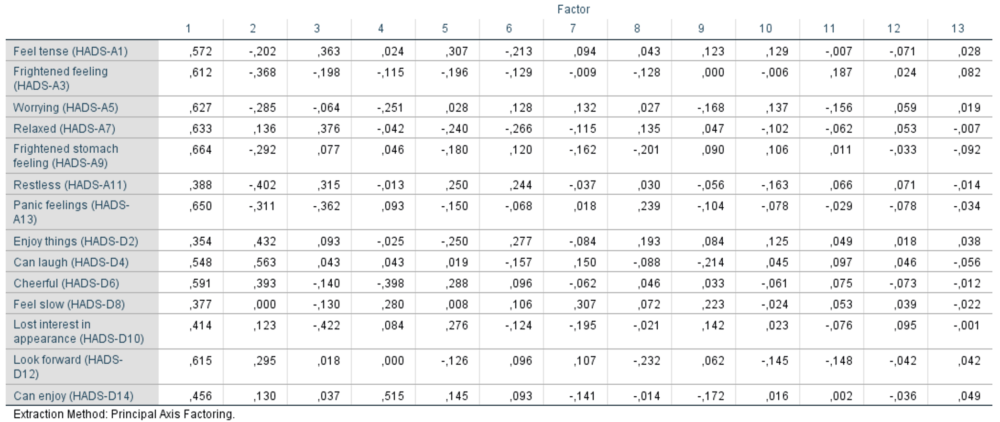 Factor
1 2 3 4 5 6 7 8 9 10 11 12 13
Feel tense (HADS-A1) ,572 -,202 ,363 ,024 ,307 -,213 ,094 ,043 ,123 ,129 -,007 -,071 ,028
Frightened feeling
(HADS-A3) ,612 -,368 -,198 -,115 -,196 -,129 -,009 -,128 ,000 -,006 ,187 ,024 ,082
Worrying (HADS-A5) ,627 -,285 -,064 -,251 ,028 ,128 ,132 ,027 -,168 ,137 -,156 ,059 ,019
Relaxed (HADS-A7) ,633 ,136 ,376 -,042 -,240 -,266 -,115 ,135 ,047 -,102 -,062 ,053 -,007
Frightened stomach
feeling (HADS-A9) ,664 -,292 ,077 ,046 -,180 ,120 -,162 -,201 ,090 ,106 ,011 -,033 -,092
Restless (HADS-A11) ,388 -,402 ,315 -,013 ,250 ,244 -,037 ,030 -,056 -,163 ,066 ,071 -,014
Panic feelings (HADS-
A13) ,650 -,311 -,362 ,093 -,150 -,068 ,018 ,239 -,104 -,078 -,029 -,078 -,034
Enjoy things (HADS-D2) ,354 ,432 ,093 -,025 -,250 ,277 -,084 ,193 ,084 ,125 ,049 ,018 ,038
Can laugh (HADS-D4) ,548 ,563 ,043 ,043 ,019 -,157 ,150 -,088 -,214 ,045 ,097 ,046 -,056
Cheerful (HADS-D6) ,591 ,393 -,140 -,398 ,288 ,096 -,062 ,046 ,033 -,061 ,075 -,073 -,012
Feel slow (HADS-D8) ,377 ,000 -,130 ,280 ,008 ,106 ,307 ,072 ,223 -,024 ,053 ,039 -,022
Lost interest in
appearance (HADS-D10) ,414 ,123 -,422 ,084 ,276 -,124 -,195 -,021 ,142 ,023 -,076 ,095 -,001
Look forward (HADS-
D12) ,615 ,295 ,018 ,000 -,126 ,096 ,107 -,232 ,062 -,145 -,148 -,042 ,042
Can enjoy (HADS-D14) ,456 ,130 ,037 ,515 ,145 ,093 -,141 -,014 -,172 ,016 ,002 -,036 ,049
Extraction Method: Principal Axis Factoring.